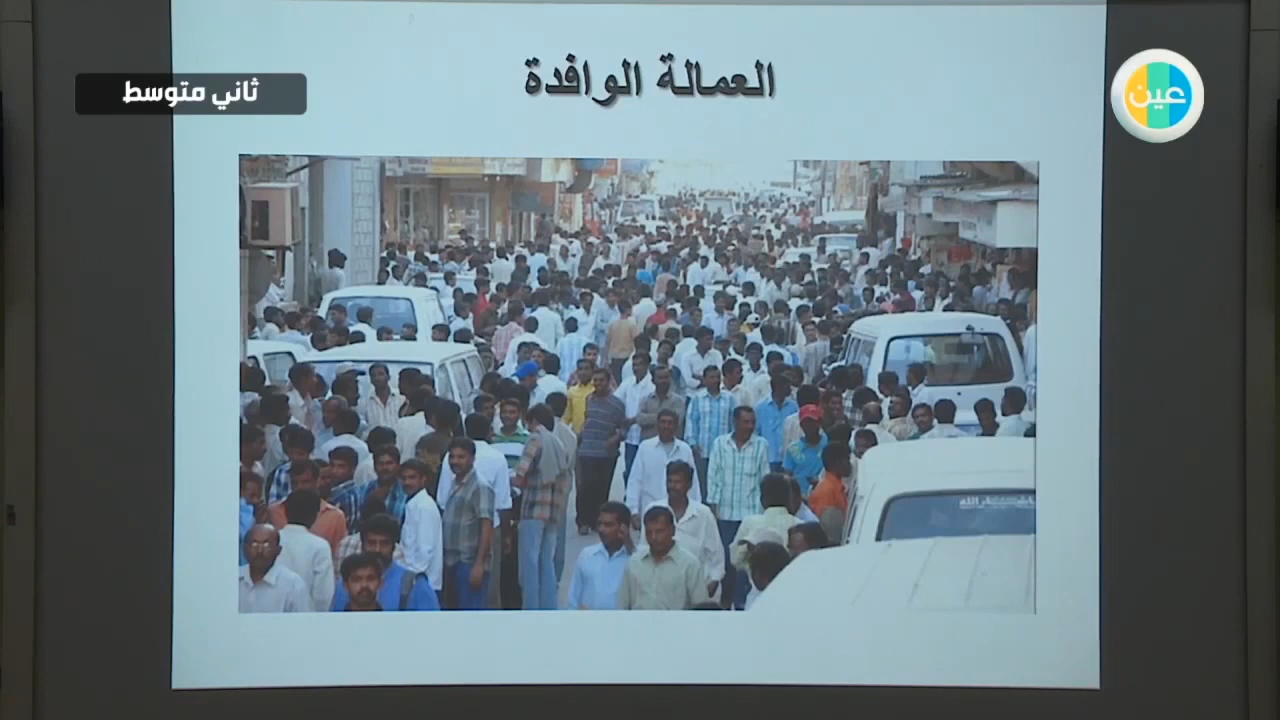 العمالة الوافدة
ثاني متوسط
عين